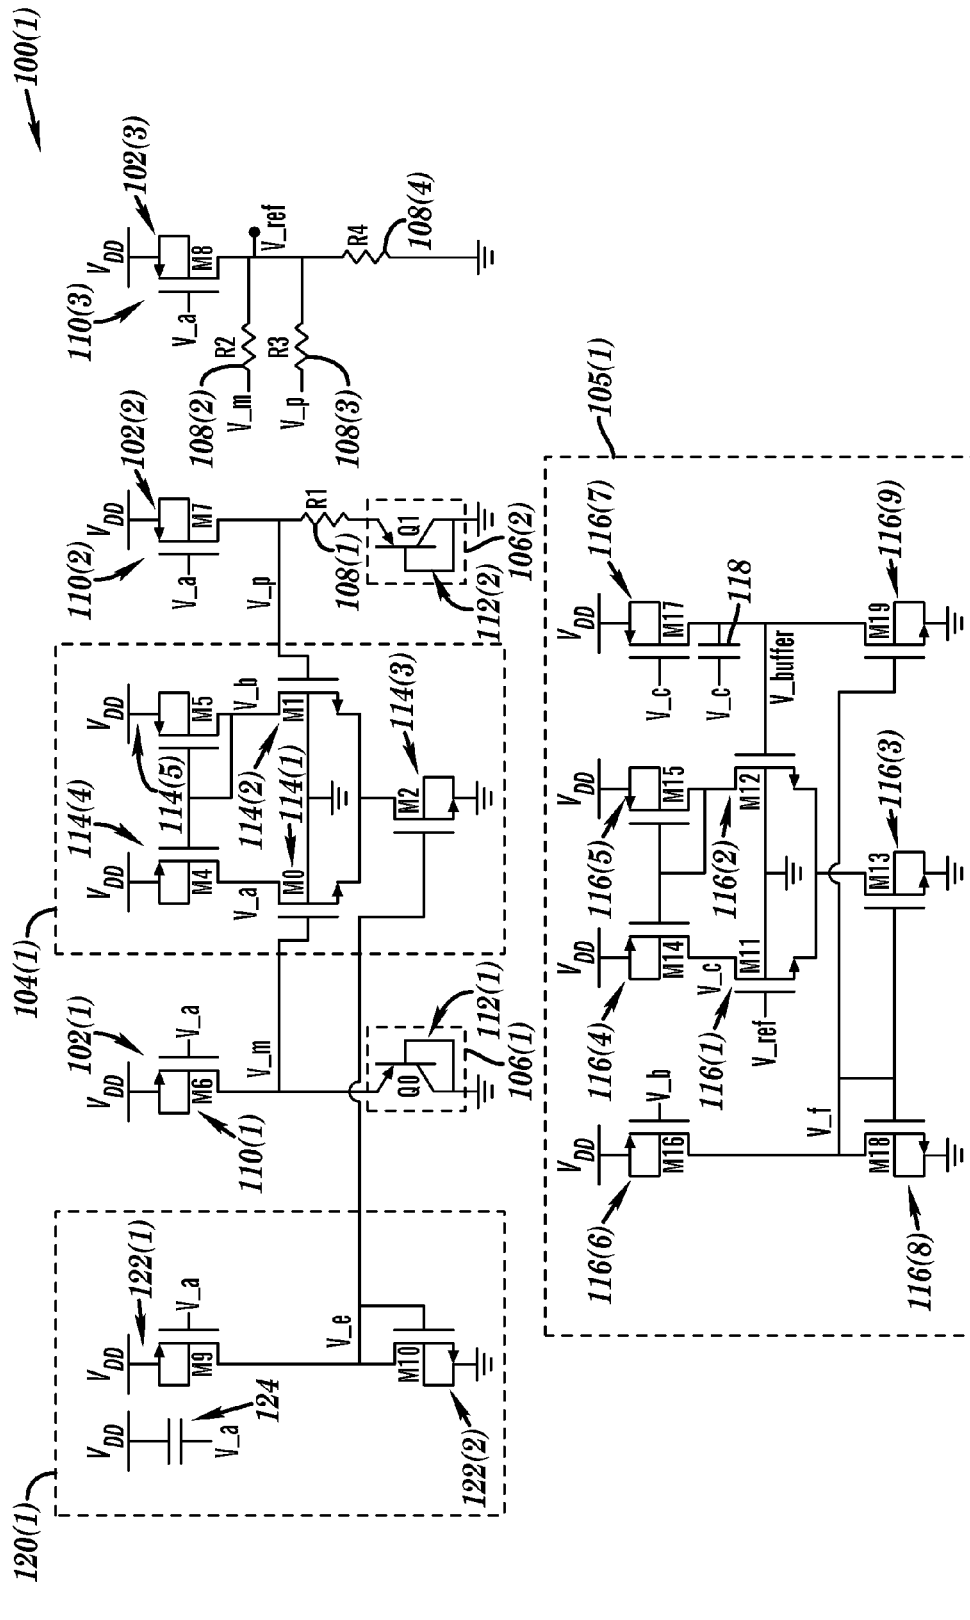 100(1)
120(1)
V_DD
124
V_a
V_DD
122(1)
V_a
M9
V_e
M10
122(2)
102(1)
V_DD
V_a
M6
110(1)
V_m
Q0
112(1)
106(1)
104(1)
114(4)
V_DD
M4
V_a
M0
114(5)
V_DD
M5
V_b
M1
114(2)
114(1)
M2
114(3)
110(2)
102(2)
V_DD
V_a
M7
V_p
R1
108(1)
Q1
112(2)
106(2)
110(3)
102(3)
V_DD
V_a
M8
V_ref
108(2)
R2
V_m
R3
V_p
108(3)
R4
108(4)
105(1)
116(6)
V_DD
V_b
M16
V_f
M18
116(8)
116(4)
V_DD
M14
V_c
M11
116(1)
V_ref
116(5)
V_DD
M15
116(2)
M12
M13
116(3)
116(7)
V_DD
M17
V_c
V_c
118
V_buffer
M19
116(9)